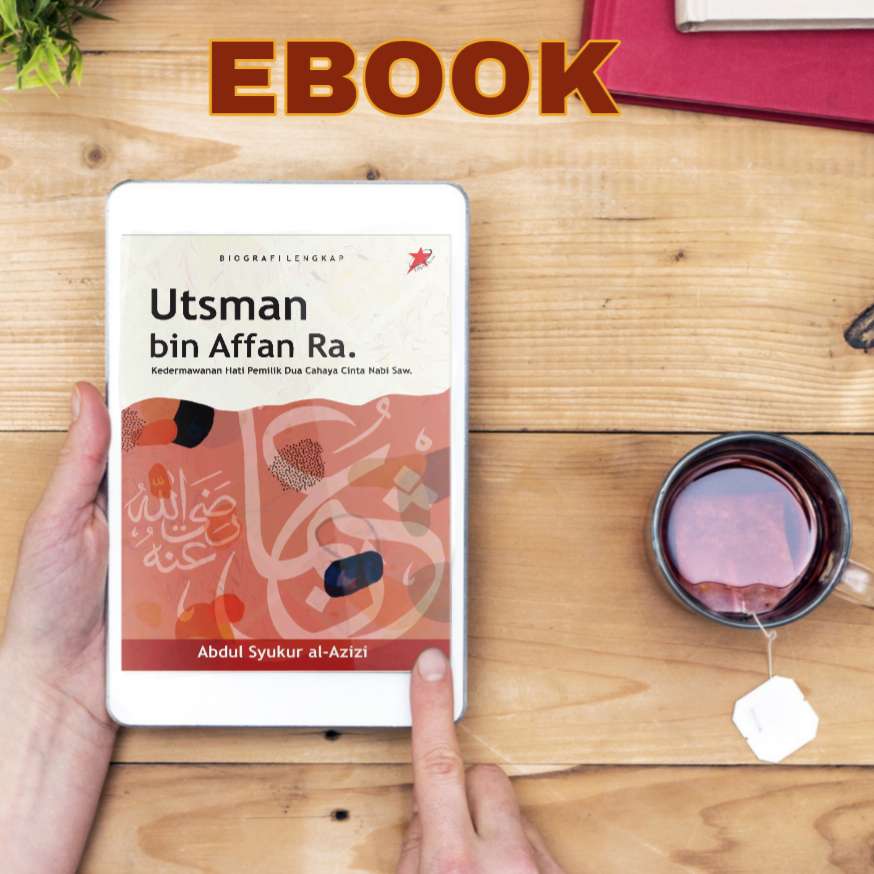 EBOOK
BIOGRAFI LENGKAP
Utsman
bin Affan Ra.
Kedermawanan Hati Pemilik Dua Cahaya Cinta Nabi Saw.
عثمان
رضي الله
عنه
Abdul Syukur al-Azizi